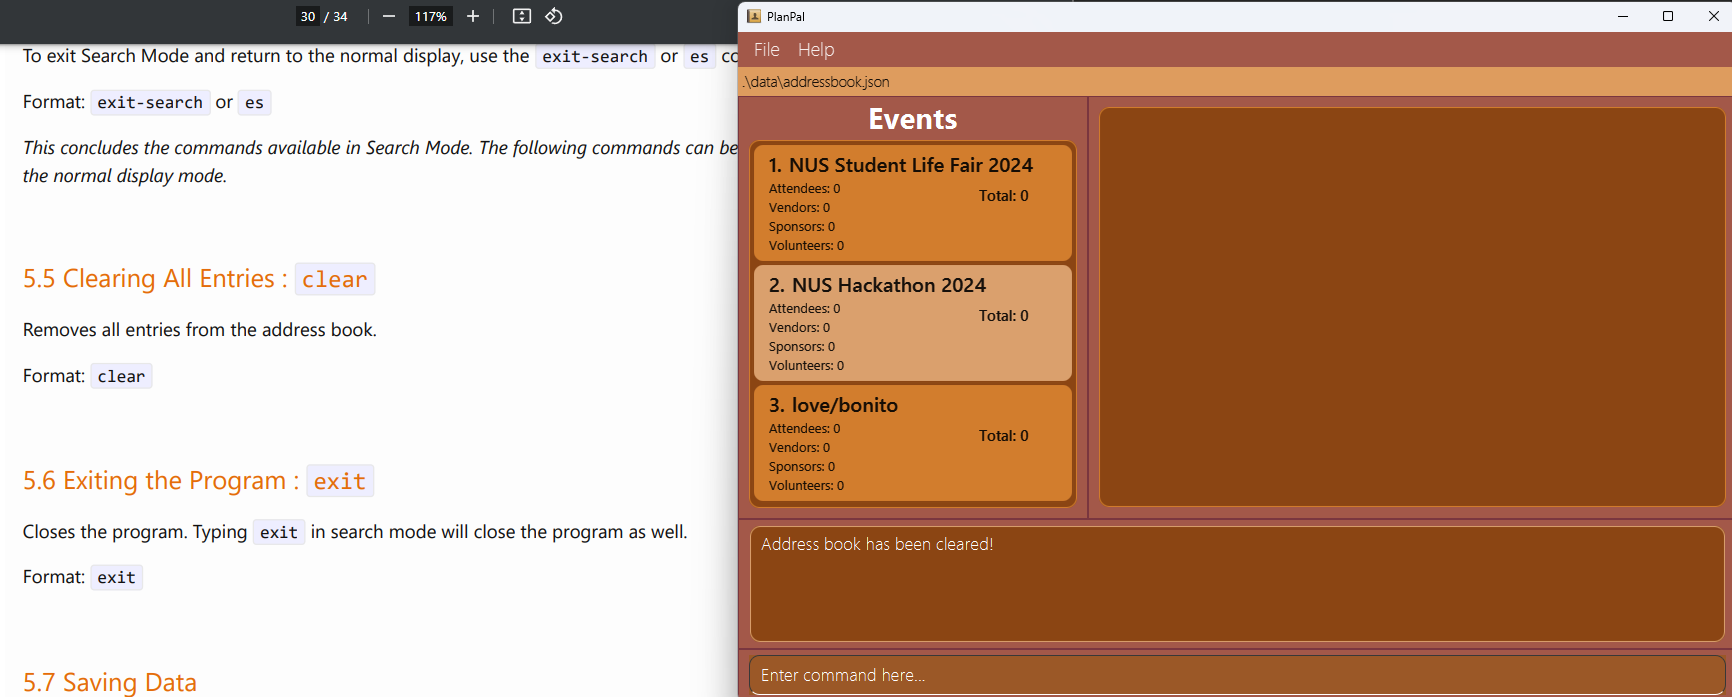 30 / 34
117%
To exit Search Mode and return to the normal display, use the exit-search or es co
Format: exit-search or es
This concludes the commands available in Search Mode. The following commands can be
the normal display mode.
5.5 Clearing All Entries : clear
Removes all entries from the address book.
Format: clear
5.6 Exiting the Program : exit
Closes the program. Typing exit in search mode will close the program as well.
Format: exit
5.7 Saving Data
PlanPal
File Help
.\data\addressbook.json
Events
1. NUS Student Life Fair 2024
Attendees: 0
Vendors: 0
Sponsors: 0
Volunteers: 0
Total: 0
2. NUS Hackathon 2024
Attendees: 0
Vendors: 0
Sponsors: 0
Volunteers: 0
Total: 0
3. love/bonito
Attendees: 0
Vendors: 0
Sponsors: 0
Volunteers: 0
Total: 0
Address book has been cleared!
Enter command here...